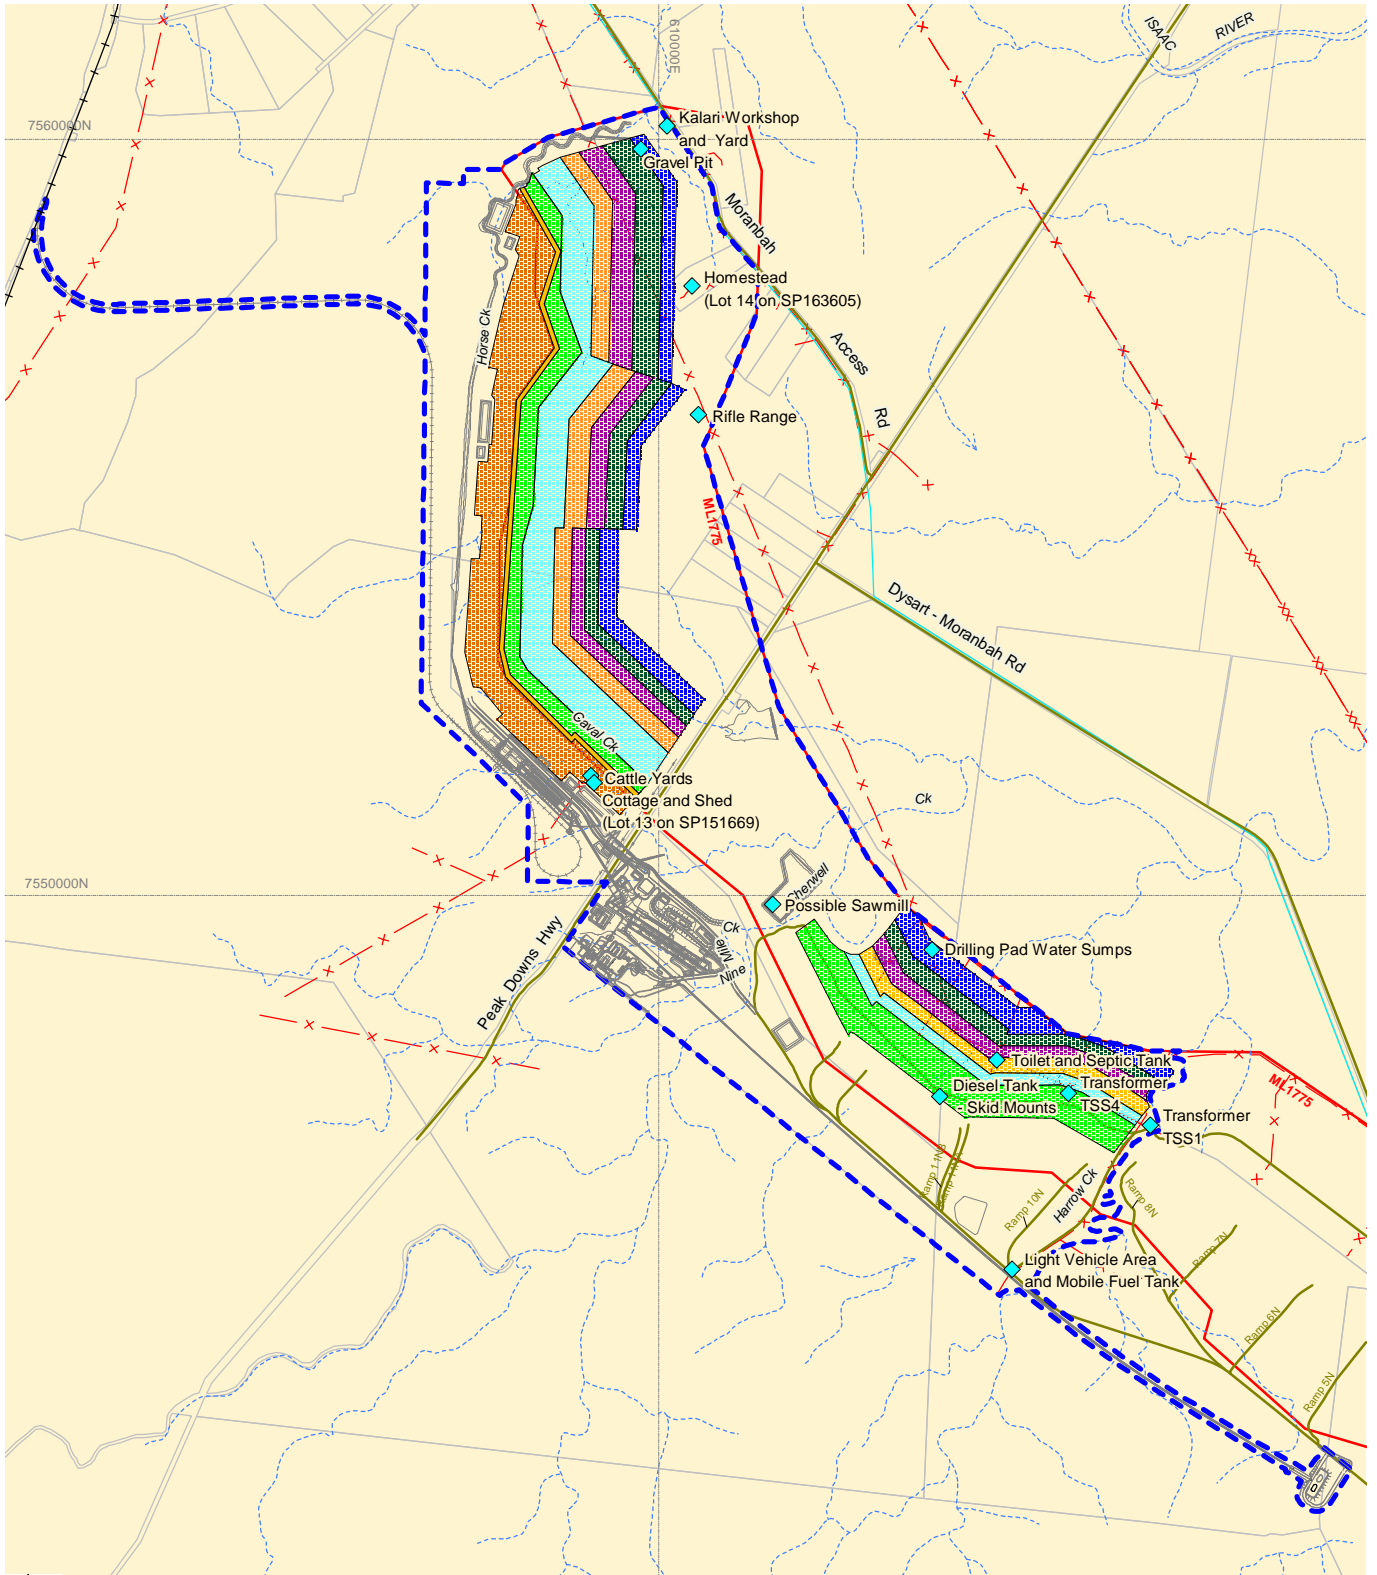 ISAAC
RIVER
610000E
7560000N
Kalari Workshop
and Yard
Gravel Pit
Moranbah
Homestead
(Lot 14 on SP163605)
Horse Ck
Access
Rd
Rifle Range
ML1775
Dysart - Moranbah Rd
Caval Ck
Cattle Yards
Cottage and Shed
(Lot 13 on SP151669)
Ck
7550000N
Cherwell
Possible Sawmill
Peak Downs Hwy
Ck
Mile
Nine
Drilling Pad Water Sumps
Toilet and Septic Tank
Diesel Tank
- Skid Mounts
Transformer
TSS4
ML1775
Transformer
TSS1
Ramp 11NB
Ramp 10N
Harrow Ck
Ramp 8N
Ramp 7N
Light Vehicle Area
and Mobile Fuel Tank
Ramp 6N
Ramp 5N